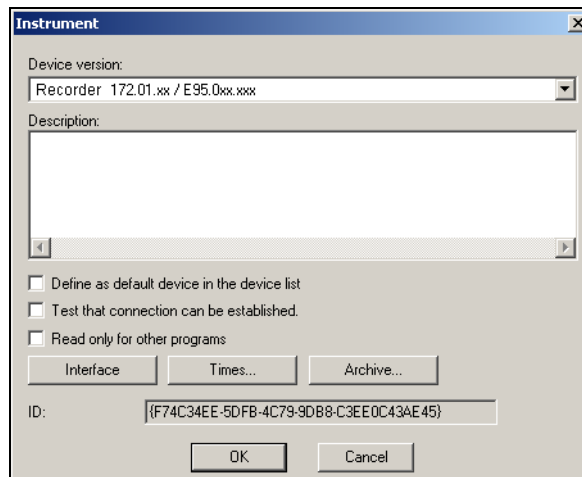 Instrument
Device version:
Recorder 172.01.xx / E95.0xx.xxx
Description:
Define as default device in the device list
Test that connection can be established.
Read only for other programs
Interface Times... Archive...
ID: {F74C34EE-5DFB-4C79-9DB8-C3EE0C43AE45}
OK Cancel